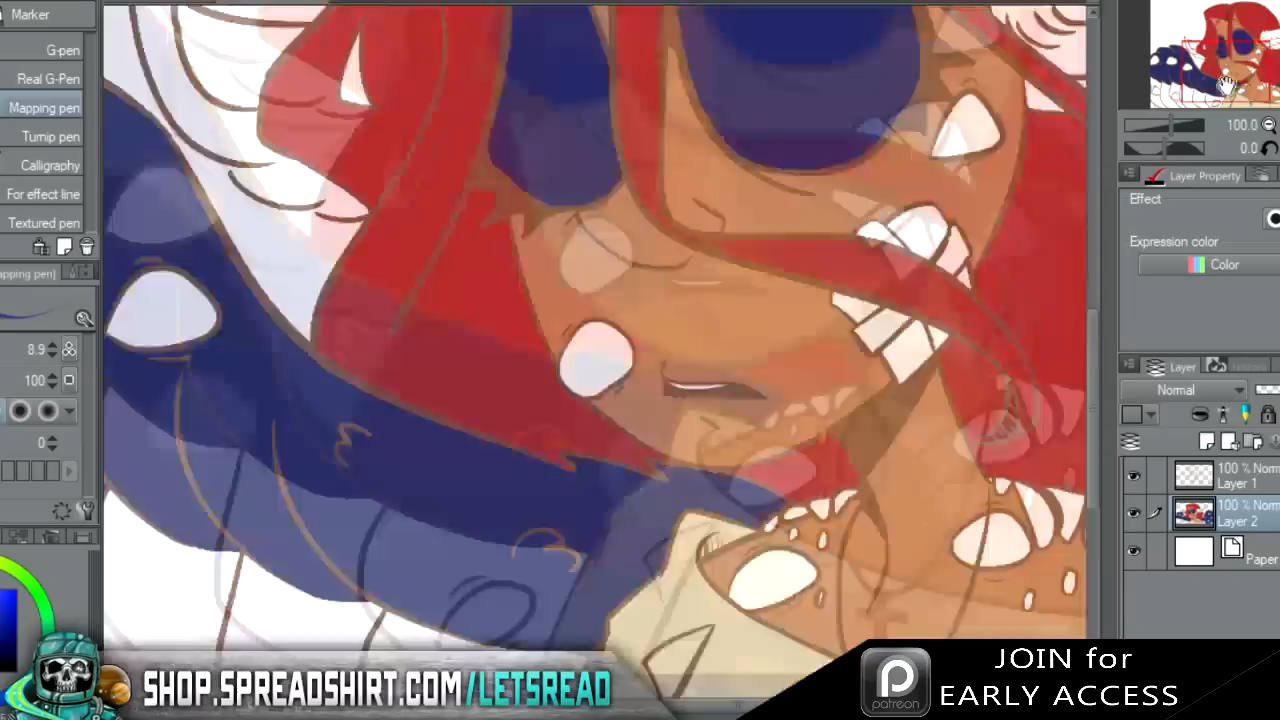 Marker
G-pen
Real G-Pen
Mapping pen
Turnip pen
Calligraphy
For effect line
Textured pen
apping pen]
8.9
100
0
100.0
0.0
Layer Property
Effect
Expression color
Color
Layer
Normal
100 % Norm
Layer 1
100 % Norm
Layer 2
Paper
SHOP.SPREADSHIRT.COM/LETSREAD
patreon
JOIN for
EARLY ACCESS